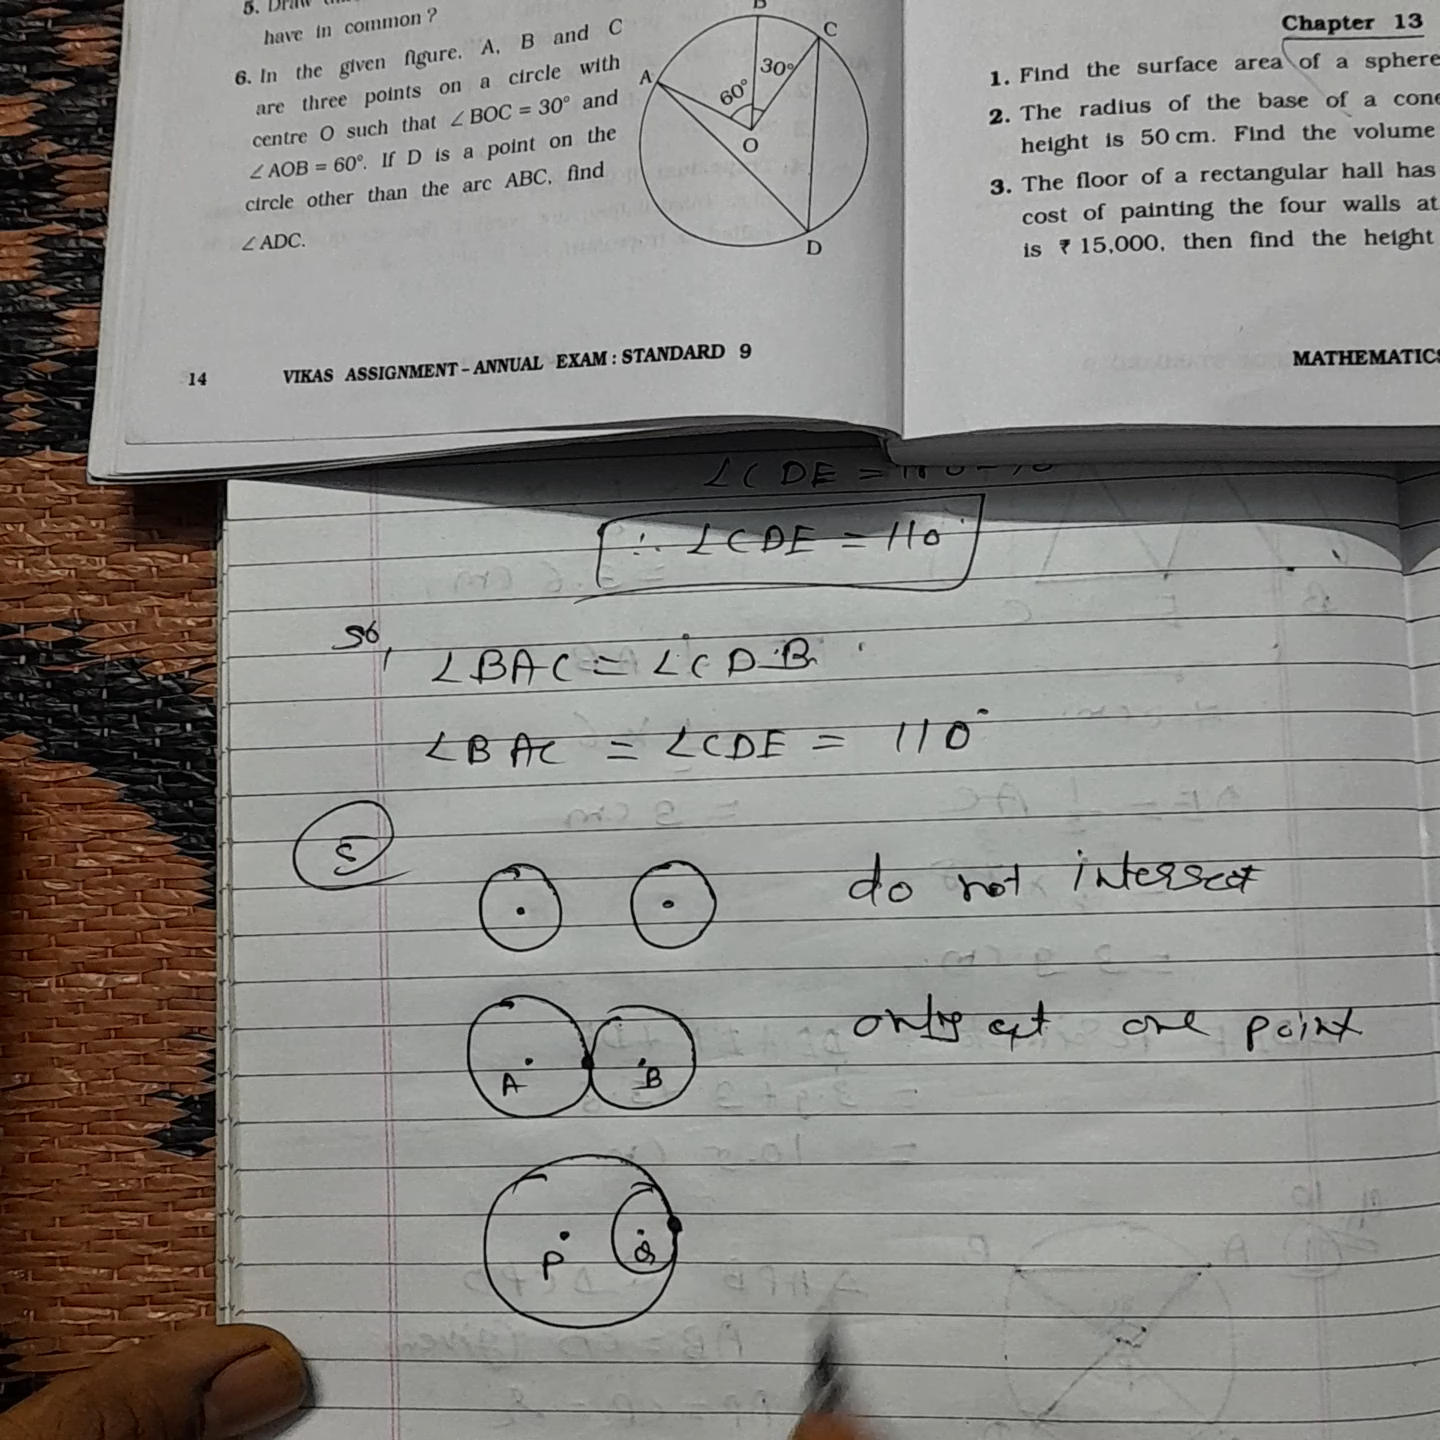 5. Draw
have in common ?
6. In the given figure. A, B and C
are three points on a circle with
centre O such that ∠BOC = 30° and
∠AOB = 60°. If D is a point on the
circle other than the arc ABC, find
∠ADC.
B
C
A
60°
30°
O
D
14 VIKAS ASSIGNMENT - ANNUAL EXAM : STANDARD 9
Chapter 13
1. Find the surface area of a sphere
2. The radius of the base of a cone
height is 50 cm. Find the volume
3. The floor of a rectangular hall has
cost of painting the four walls at
is ₹ 15,000, then find the height
MATHEMATICS
∠CDE =
∴ ∠CDE = 110°
So,
∠BAC = ∠CDB
∠BAC = ∠CDE = 110°
5
do not intersect
A B
only at one point
P Q